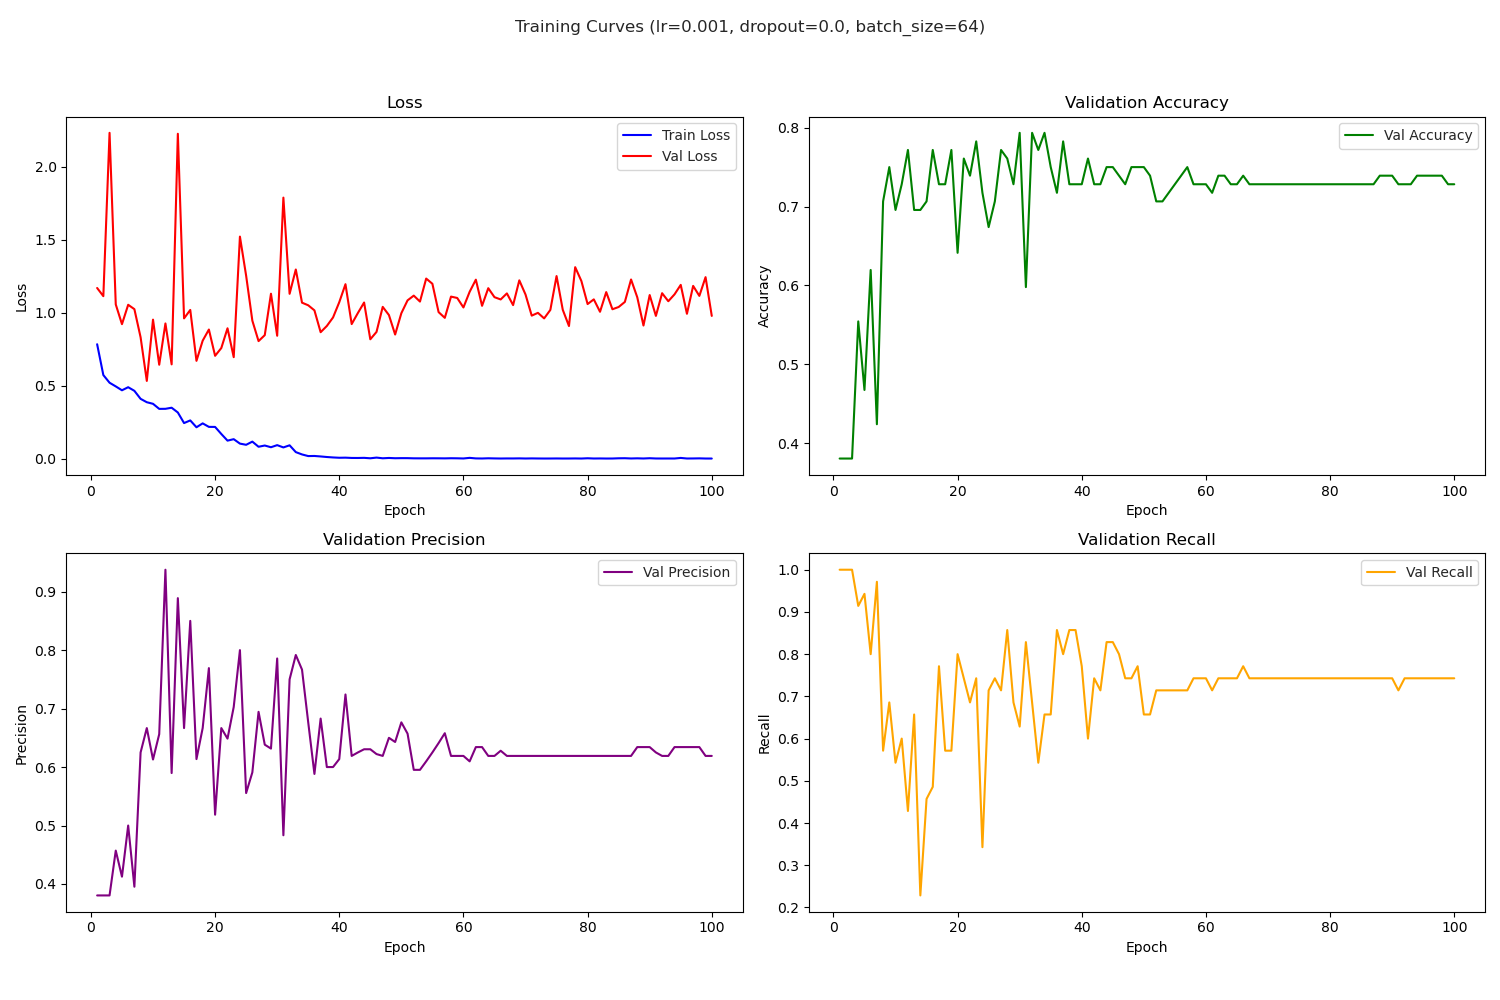 Training Curves (lr=0.001, dropout=0.0, batch_size=64)
Loss
Train Loss
Val Loss
2.0
1.5
1.0
0.5
0.0
Loss
0 20 40 60 80 100
Epoch
Validation Accuracy
Val Accuracy
0.8
0.7
0.6
0.5
0.4
Accuracy
0 20 40 60 80 100
Epoch
Validation Precision
Val Precision
0.9
0.8
0.7
0.6
0.5
0.4
Precision
0 20 40 60 80 100
Epoch
Validation Recall
Val Recall
1.0
0.9
0.8
0.7
0.6
0.5
0.4
0.3
0.2
Recall
0 20 40 60 80 100
Epoch